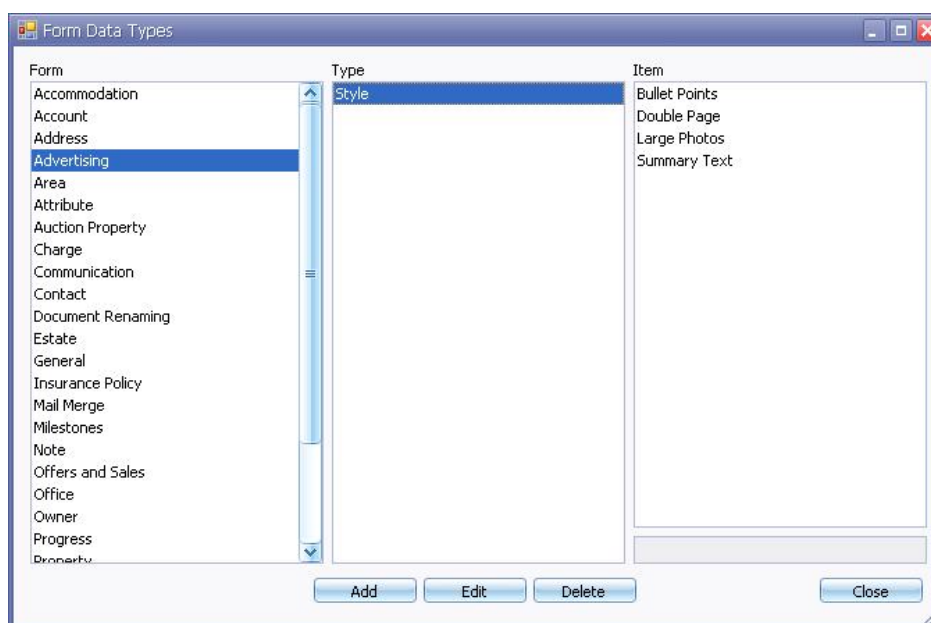 Form Data Types
Form
Accommodation
Account
Address
Advertising
Area
Attribute
Auction Property
Charge
Communication
Contact
Document Renaming
Estate
General
Insurance Policy
Mail Merge
Milestones
Note
Offers and Sales
Office
Owner
Progress
Property
Type
Style
Item
Bullet Points
Double Page
Large Photos
Summary Text
Add
Edit
Delete
Close